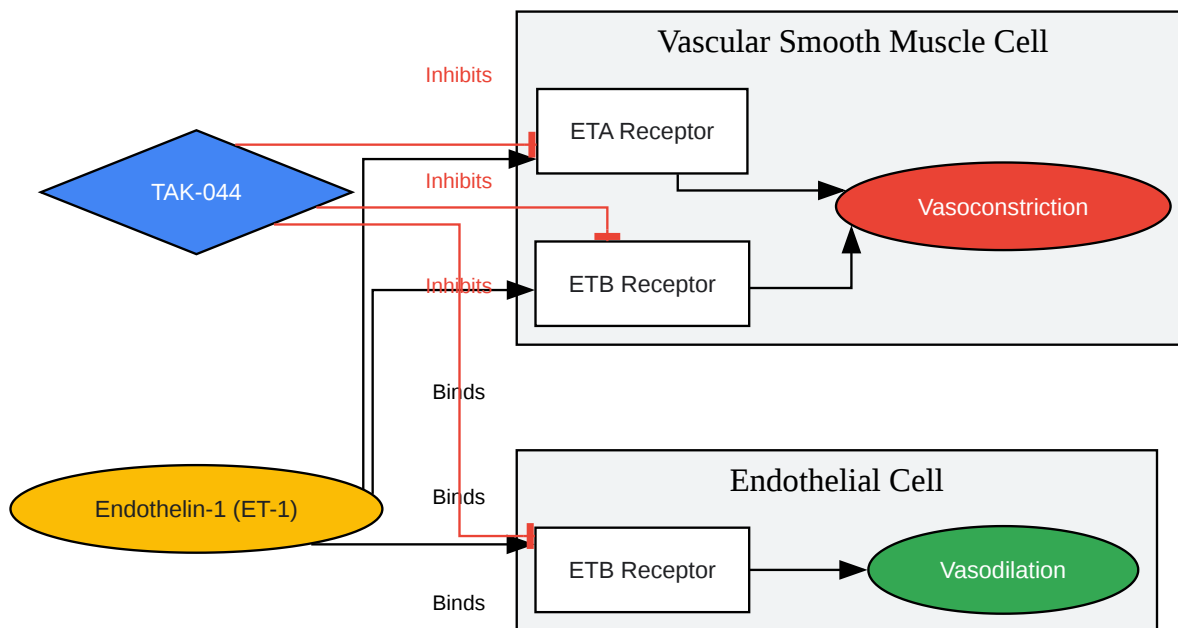 Vascular Smooth Muscle Cell
Inhibits
ETA Receptor
TAK-044
Inhibits
Vasoconstriction
Inhibits
ETB Receptor
Binds
Endothelial Cell
Binds
Endothelin-1 (ET-1)
ETB Receptor
Vasodilation
Binds